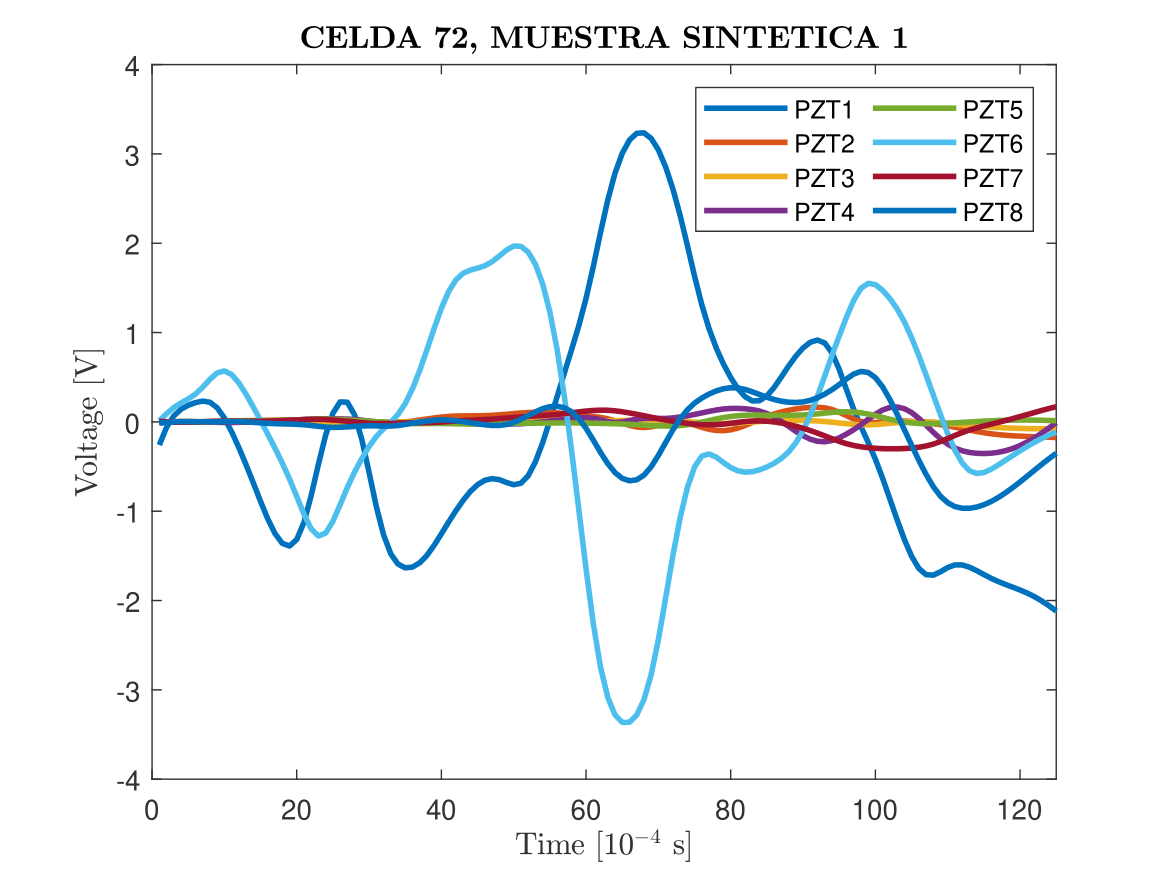 CELDA 72, MUESTRA SINTETICA 1
4
3
2
1
0
-1
-2
-3
-4
Voltage [V]
PZT1 PZT5
PZT2 PZT6
PZT3 PZT7
PZT4 PZT8
0 20 40 60 80 100 120
Time [10⁻⁴ s]